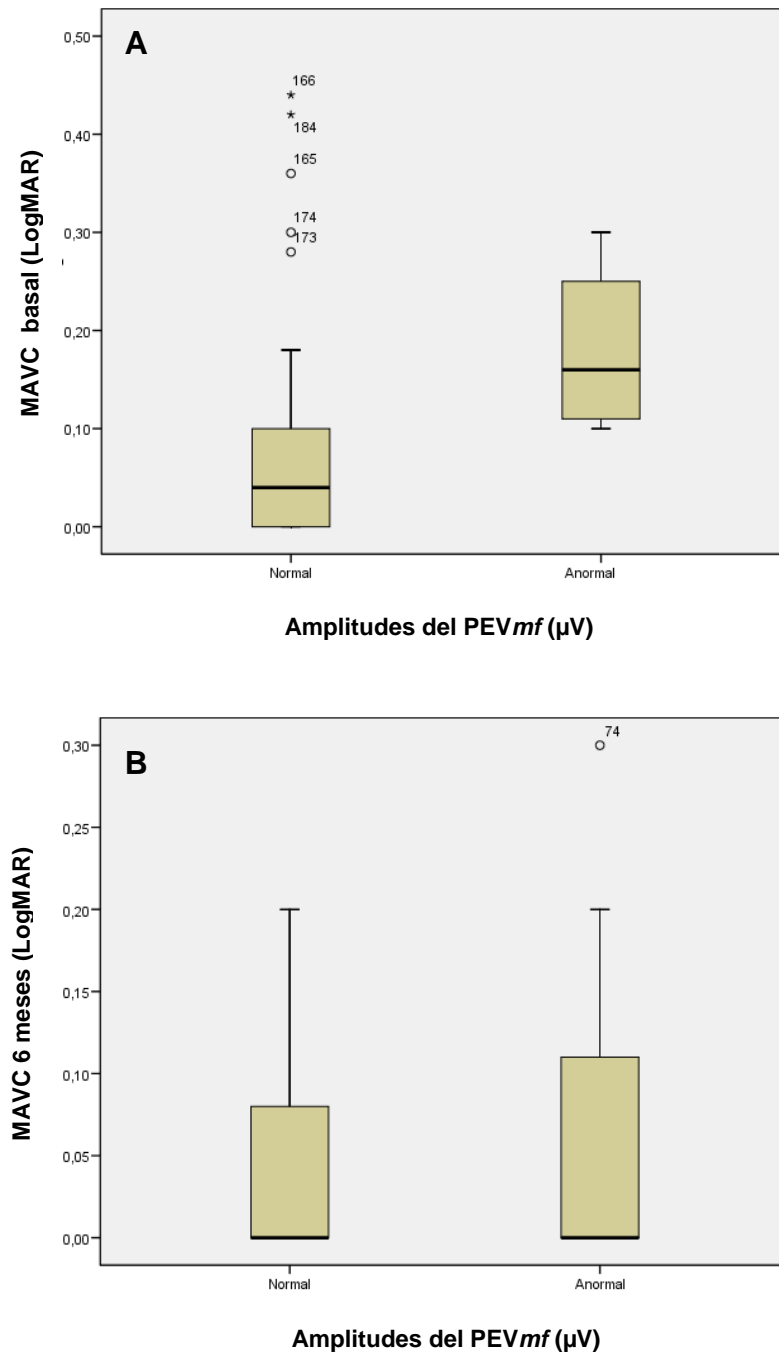 A
0,50
0,40
0,30
0,20
0,10
0,00
MAVC basal (LogMAR)
166
184
165
174
173
Normal
Anormal
Amplitudes del PEVmf (µV)
B
0,30
0,25
0,20
0,15
0,10
0,05
0,00
MAVC 6 meses (LogMAR)
74
Normal
Anormal
Amplitudes del PEVmf (µV)